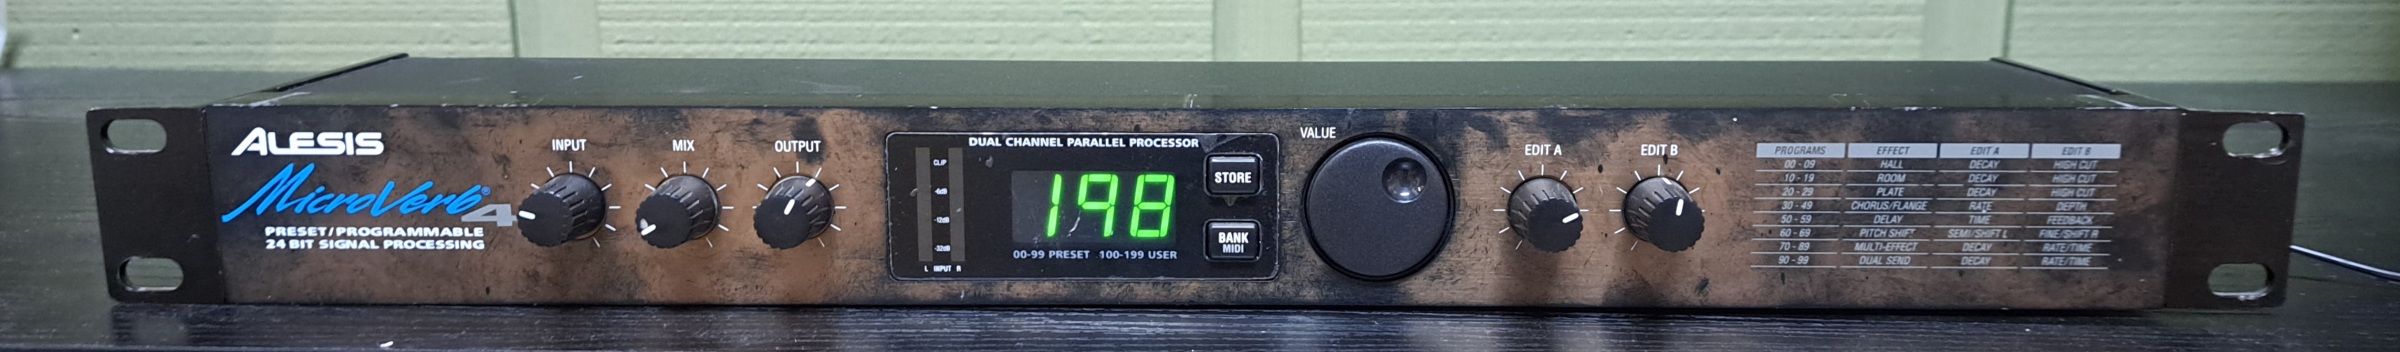 ALESIS
MicroVerb® 4
PRESET/PROGRAMMABLE
24 BIT SIGNAL PROCESSING
INPUT
MIX
OUTPUT
DUAL CHANNEL PARALLEL PROCESSOR
CLIP
-6dB
-12dB
-32dB
L INPUT R
198
00-99 PRESET 100-199 USER
STORE
BANK
MIDI
VALUE
EDIT A
EDIT B
PROGRAMS EFFECT EDIT A EDIT B
00 - 09 HALL DECAY HIGH CUT
10 - 19 ROOM DECAY HIGH CUT
20 - 29 PLATE DECAY HIGH CUT
30 - 49 CHORUS/FLANGE RATE DEPTH
50 - 59 DELAY TIME FEEDBACK
60 - 69 PITCH SHIFT SEMI/SHIFT L FINE/SHIFT R
70 - 89 MULTI-EFFECT DECAY RATE/TIME
90 - 99 DUAL SEND DECAY RATE/TIME